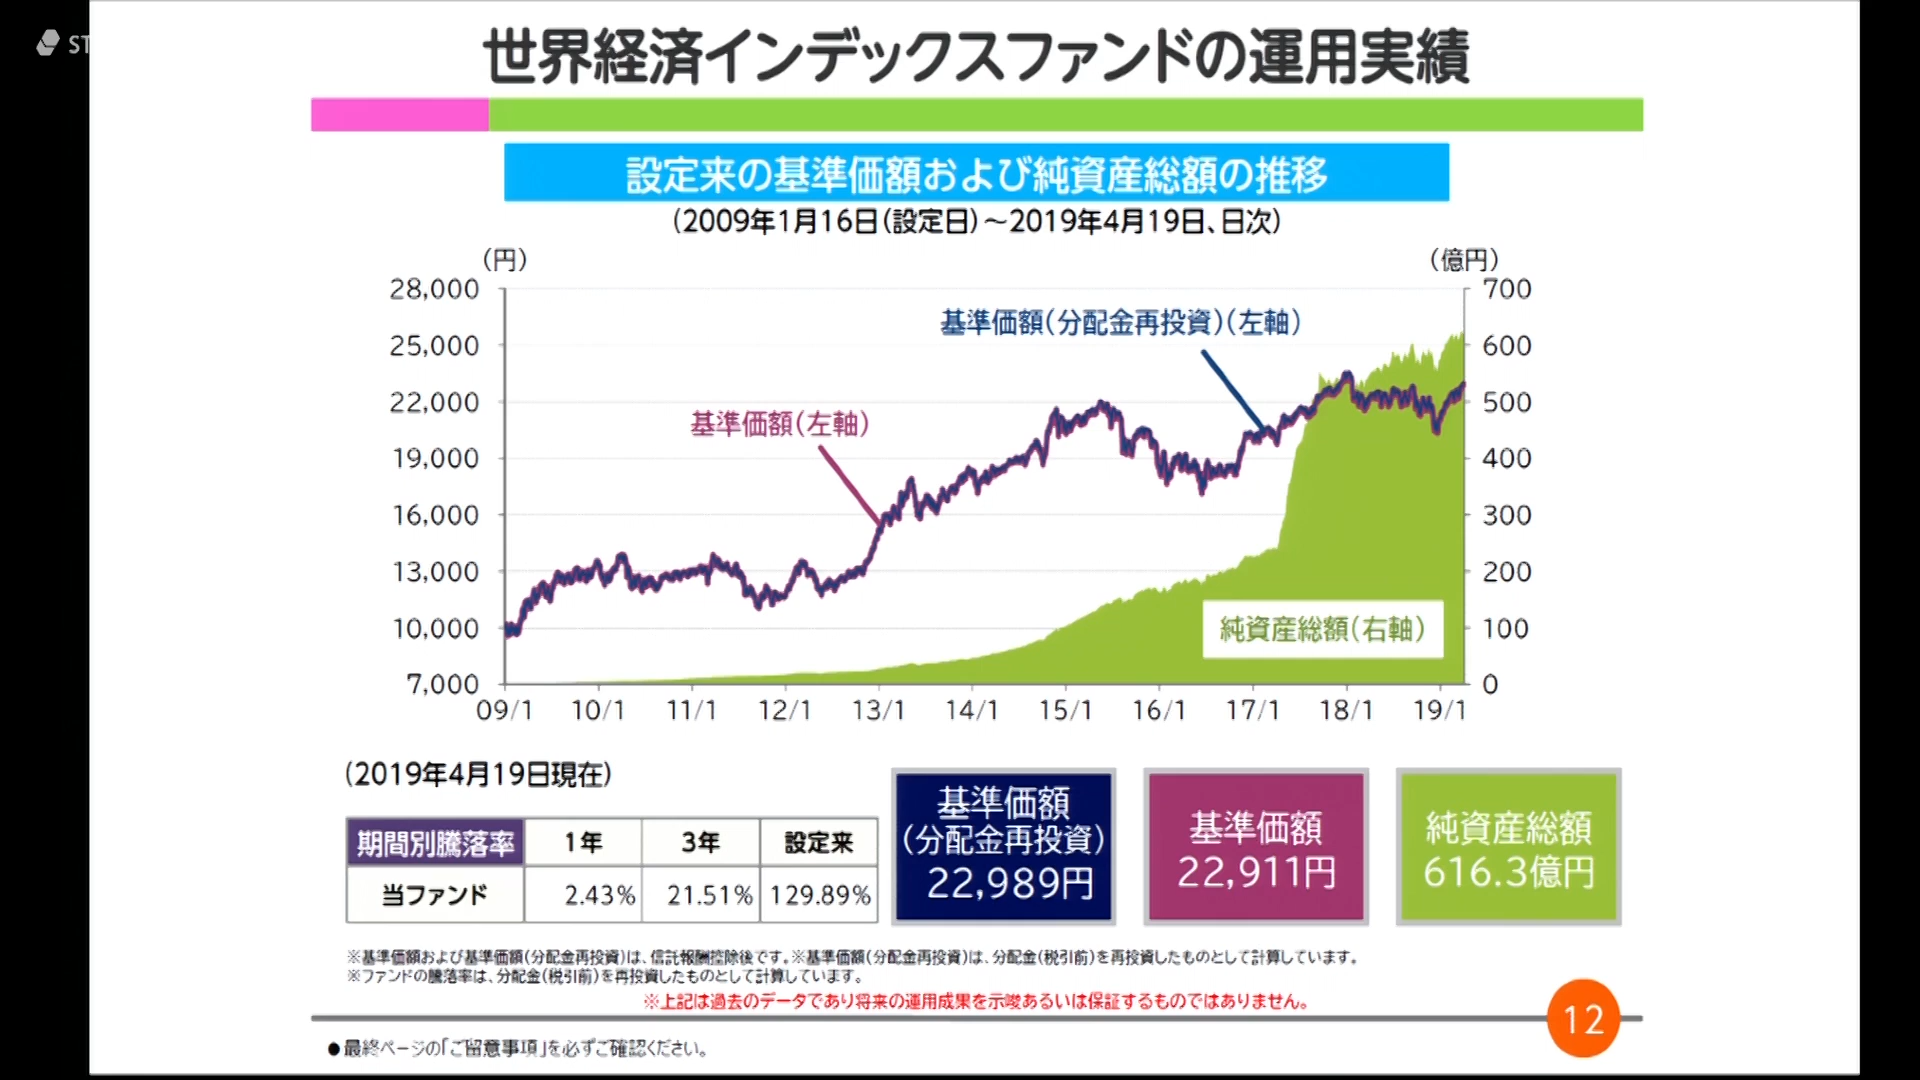 ST
世界経済インデックスファンドの運用実績
設定来の基準価額および純資産総額の推移
(2009年1月16日(設定日)～2019年4月19日、日次)
(円)
(億円)
28,000
25,000
22,000
19,000
16,000
13,000
10,000
7,000
基準価額(分配金再投資)(左軸)
基準価額(左軸)
純資産総額(右軸)
700
600
500
400
300
200
100
0
09/1 10/1 11/1 12/1 13/1 14/1 15/1 16/1 17/1 18/1 19/1
(2019年4月19日現在)
期間別騰落率 1年 3年 設定来
当ファンド 2.43% 21.51% 129.89%
基準価額
(分配金再投資)
22,989円
基準価額
22,911円
純資産総額
616.3億円
※基準価額および基準価額(分配金再投資)は、信託報酬控除後です。※基準価額(分配金再投資)は、分配金(税引前)を再投資したものとして計算しています。
※ファンドの騰落率は、分配金(税引前)を再投資したものとして計算しています。
※上記は過去のデータであり将来の運用成果を示唆あるいは保証するものではありません。
12
●最終ページの「ご留意事項」を必ずご確認ください。